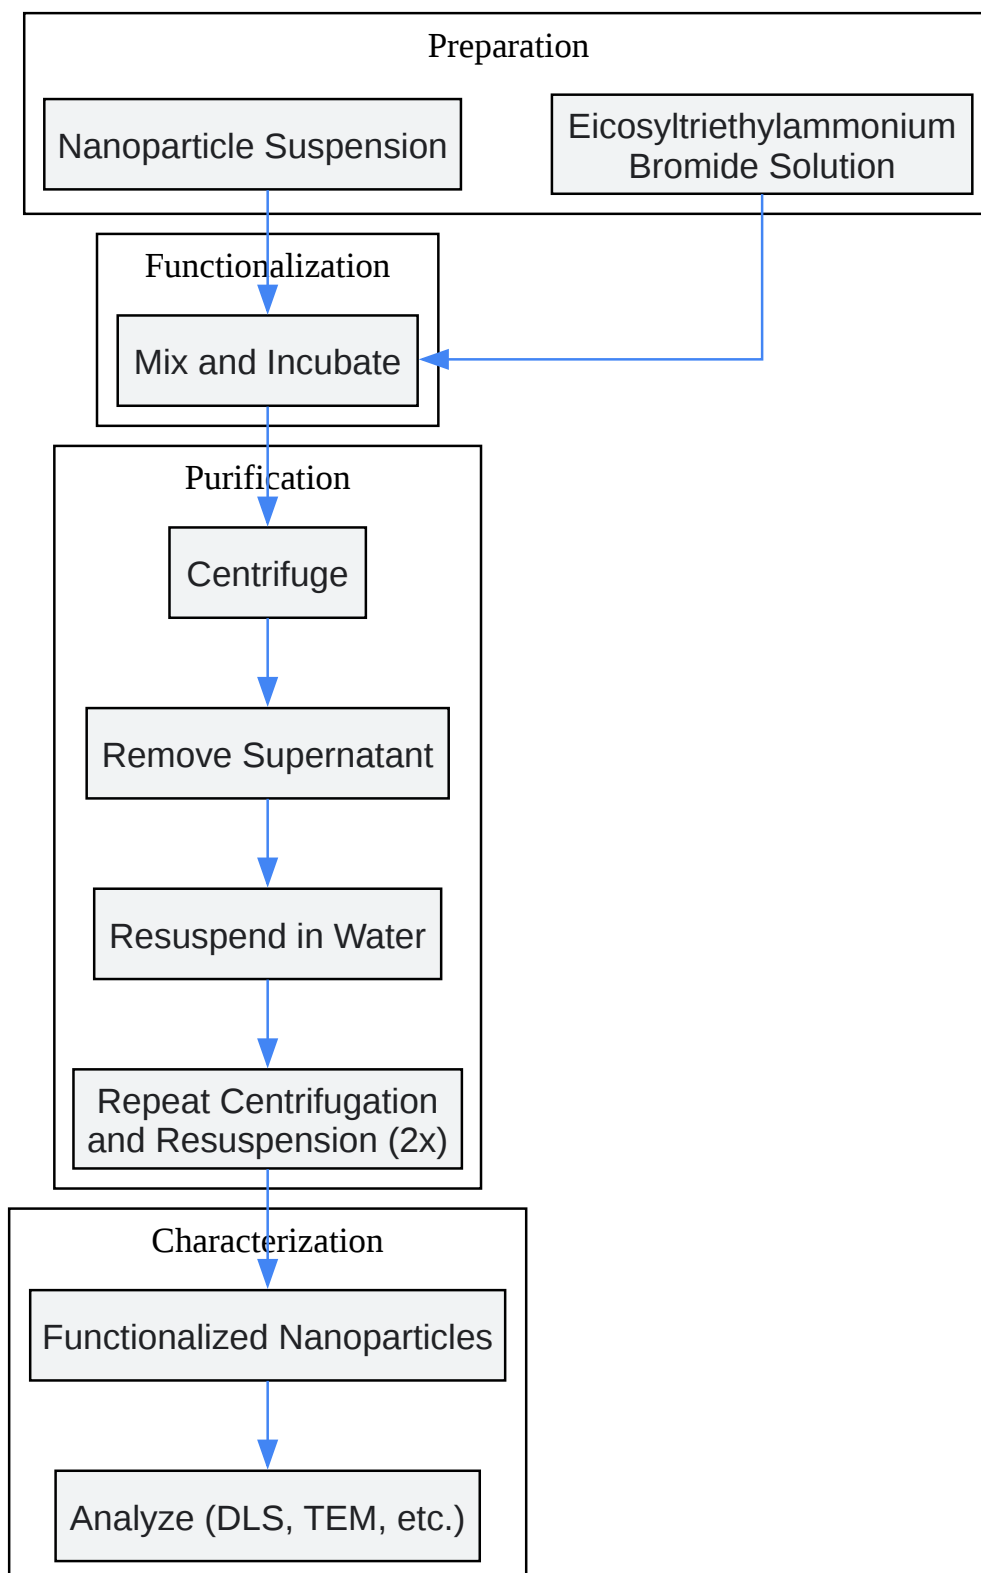 Preparation
Nanoparticle Suspension
Eicosyltriethylammonium
Bromide Solution
Functionalization
Mix and Incubate
Purification
Centrifuge
Remove Supernatant
Resuspend in Water
Repeat Centrifugation
and Resuspension (2x)
Characterization
Functionalized Nanoparticles
Analyze (DLS, TEM, etc.)